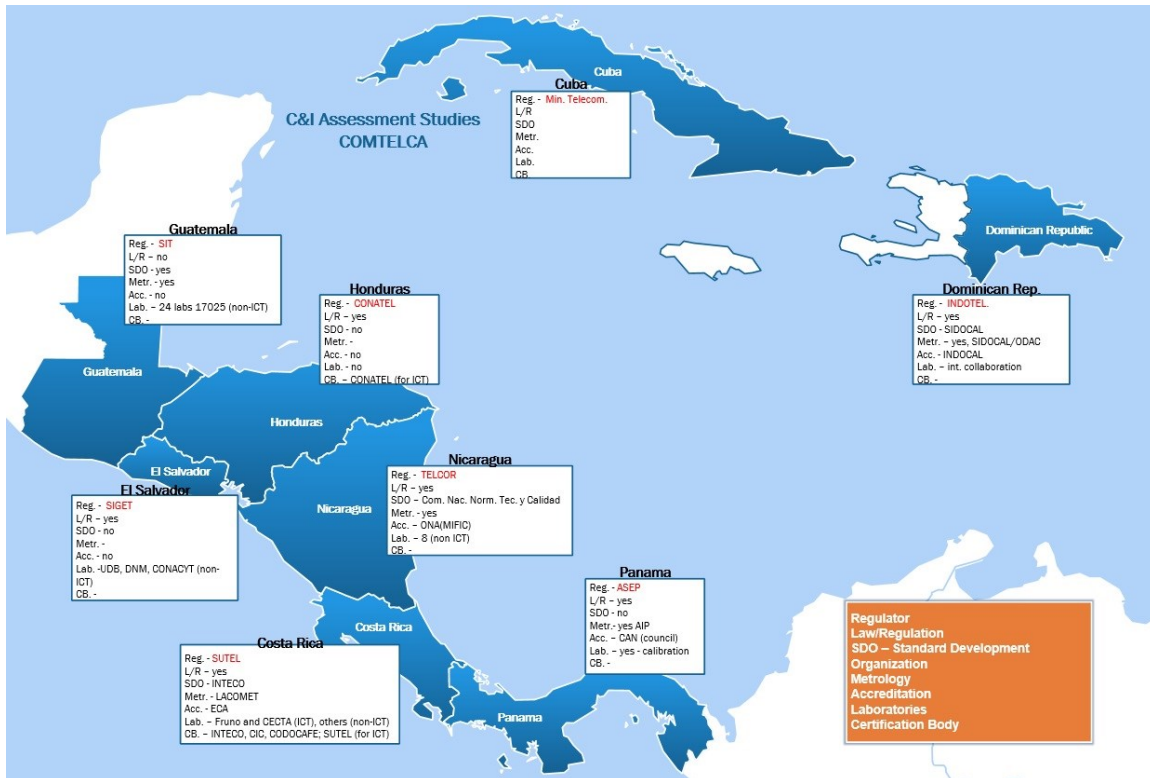 Cuba
Cuba
Reg. - Min. Telecom.
L/R
SDO
Metr.
Acc.
Lab.
CB.
C&I Assessment Studies
COMTELCA
Guatemala
Reg. - SIT
L/R – no
SDO - yes
Metr. - yes
Acc. - no
Lab. – 24 labs 17025 (non-ICT)
CB. -
Guatemala
Honduras
Reg. - CONATEL
L/R – yes
SDO - no
Metr. -
Acc. - no
Lab. - no
CB. – CONATEL (for ICT)
Honduras
Dominican Republic
Dominican Rep.
Reg. - INDOTEL.
L/R – yes
SDO - SIDOCAL
Metr. – yes, SIDOCAL/ODAC
Acc. - INDOCAL
Lab. – int. collaboration
CB. -
El Salvador
El Salvador
Reg. - SIGET
L/R – yes
SDO - no
Metr. -
Acc. - no
Lab. -UDB, DNM, CONACYT (non-
ICT)
CB. -
Nicaragua
Reg. - TELCOR
L/R – yes
SDO – Com. Nac. Norm. Tec. y Calidad
Metr. - yes
Acc. – ONA(MIFIC)
Lab. – 8 (non ICT)
CB. -
Nicaragua
Panama
Reg. - ASEP
L/R – yes
SDO - no
Metr.- yes AIP
Acc. – CAN (council)
Lab. – yes - calibration
CB. -
Costa Rica
Costa Rica
Reg. - SUTEL
L/R – yes
SDO - INTECO
Metr. - LACOMET
Acc. - ECA
Lab. – Fruno and CECTA (ICT), others (non-ICT)
CB. – INTECO, CIC, CODOCAFE; SUTEL (for ICT)
Panama
Regulator
Law/Regulation
SDO – Standard Development
Organization
Metrology
Accreditation
Laboratories
Certification Body